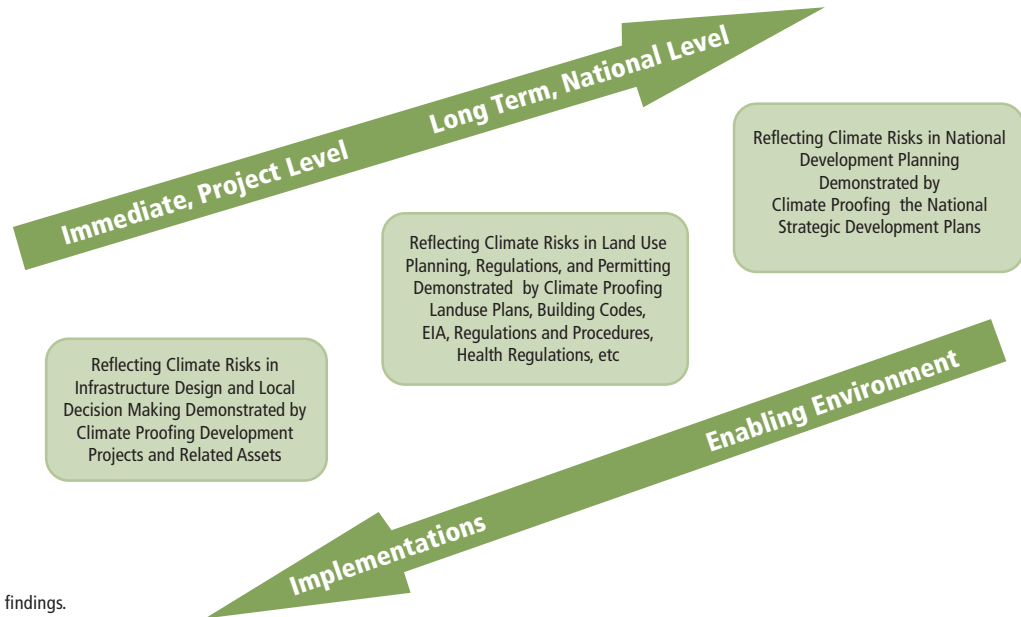 Immediate, Project Level Long Term, National Level
Reflecting Climate Risks in National
Development Planning
Demonstrated by
Climate Proofing the National
Strategic Development Plans
Reflecting Climate Risks in Land Use
Planning, Regulations, and Permitting
Demonstrated by Climate Proofing
Landuse Plans, Building Codes,
EIA, Regulations and Procedures,
Health Regulations, etc
Reflecting Climate Risks in
Infrastructure Design and Local
Decision Making Demonstrated by
Climate Proofing Development
Projects and Related Assets
Implementations Enabling Environment
findings.